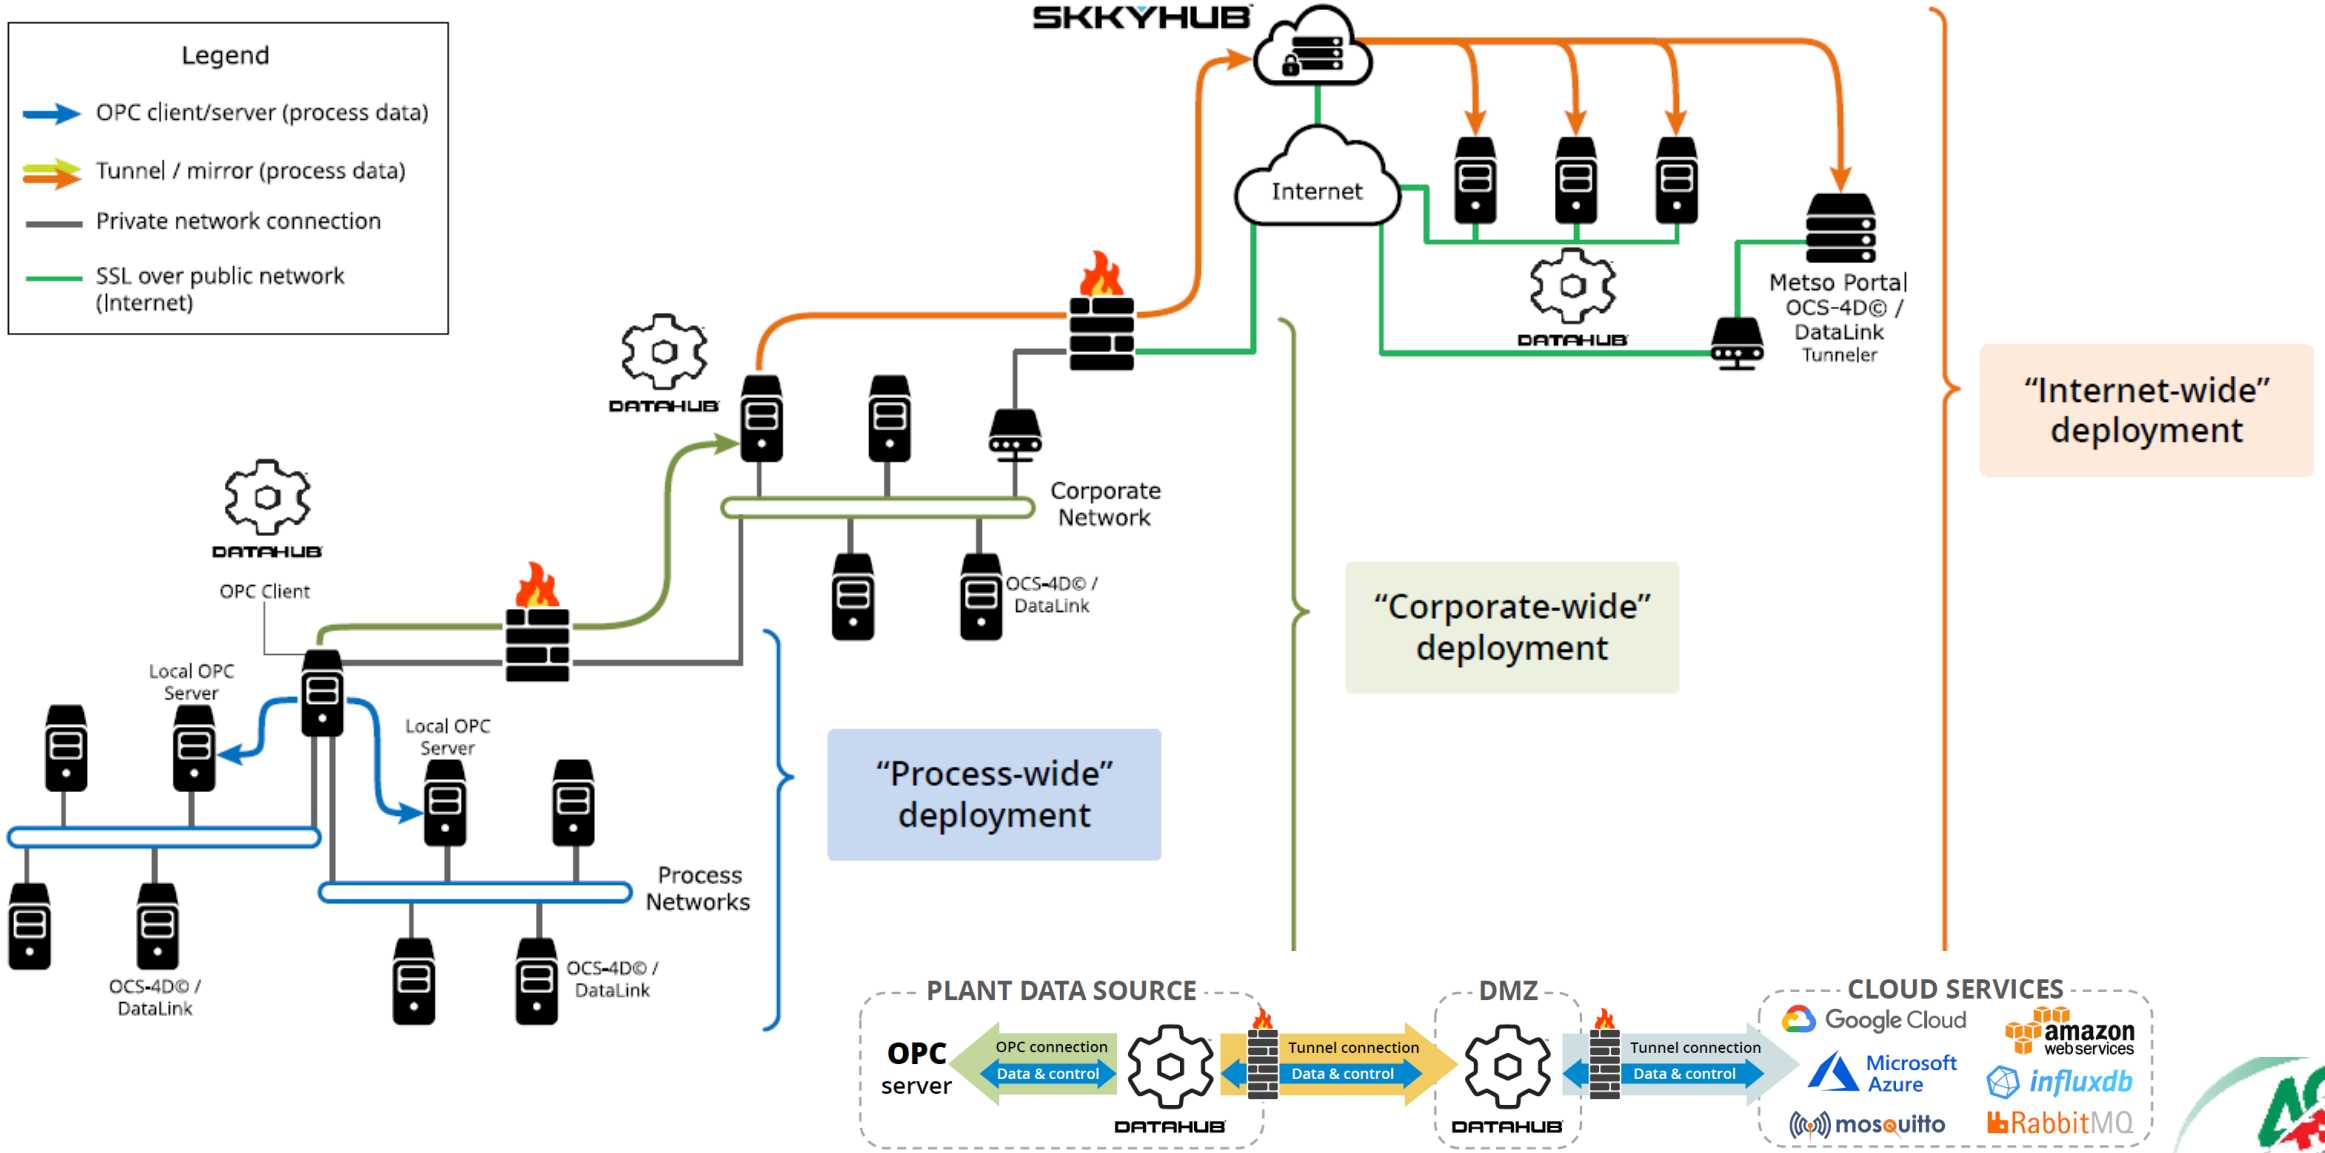 SKKYHUB
Legend
OPC client/server (process data)
Tunnel / mirror (process data)
Private network connection
SSL over public network
(Internet)
Internet
DATAHUB
Metso Portal
OCS-4D© /
DataLink
Tunneler
“Internet-wide”
deployment
DATAHUB
Corporate
Network
OCS-4D© /
DataLink
“Corporate-wide”
deployment
DATAHUB
OPC Client
Local OPC
Server
Local OPC
Server
“Process-wide”
deployment
Process
Networks
OCS-4D© /
DataLink
OCS-4D© /
DataLink
PLANT DATA SOURCE
OPC
server
OPC connection
Data & control
DATAHUB
Tunnel connection
Data & control
DMZ
DATAHUB
Tunnel connection
Data & control
CLOUD SERVICES
Google Cloud
amazon
webservices
Microsoft
Azure
influxdb
mosquitto
RabbitMQ